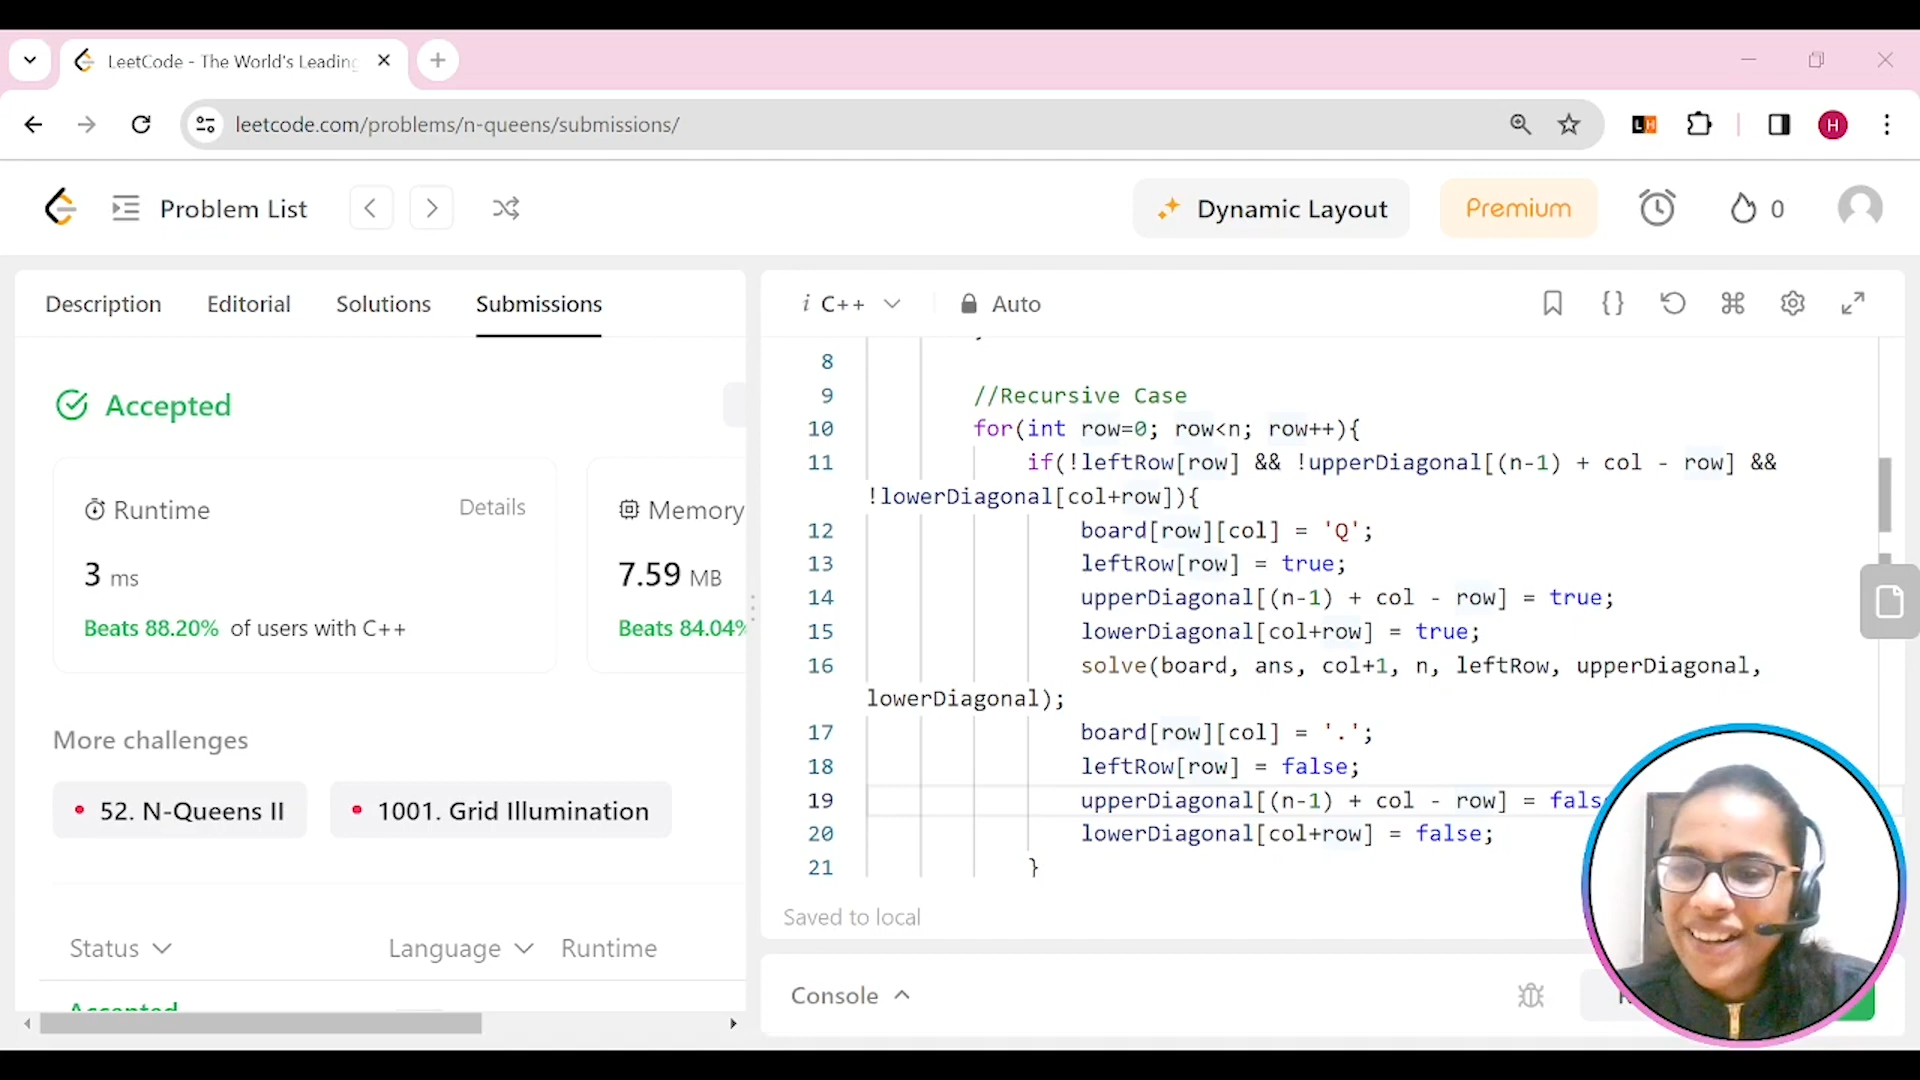 LeetCode - The World's Leading
leetcode.com/problems/n-queens/submissions/
H
Problem List
Dynamic Layout
Premium
0
Description Editorial Solutions Submissions
Accepted
Runtime Details
3 ms
Beats 88.20% of users with C++
Memory
7.59 MB
Beats 84.04%
More challenges
52. N-Queens II
1001. Grid Illumination
Status Language Runtime
Accepted
i C++ Auto
8
9 //Recursive Case
10 for(int row=0; row<n; row++){
11 if(!leftRow[row] && !upperDiagonal[(n-1) + col - row] &&
!lowerDiagonal[col+row]){
12 board[row][col] = 'Q';
13 leftRow[row] = true;
14 upperDiagonal[(n-1) + col - row] = true;
15 lowerDiagonal[col+row] = true;
16 solve(board, ans, col+1, n, leftRow, upperDiagonal,
lowerDiagonal);
17 board[row][col] = '.';
18 leftRow[row] = false;
19 upperDiagonal[(n-1) + col - row] = fals
20 lowerDiagonal[col+row] = false;
21 }
Saved to local
Console